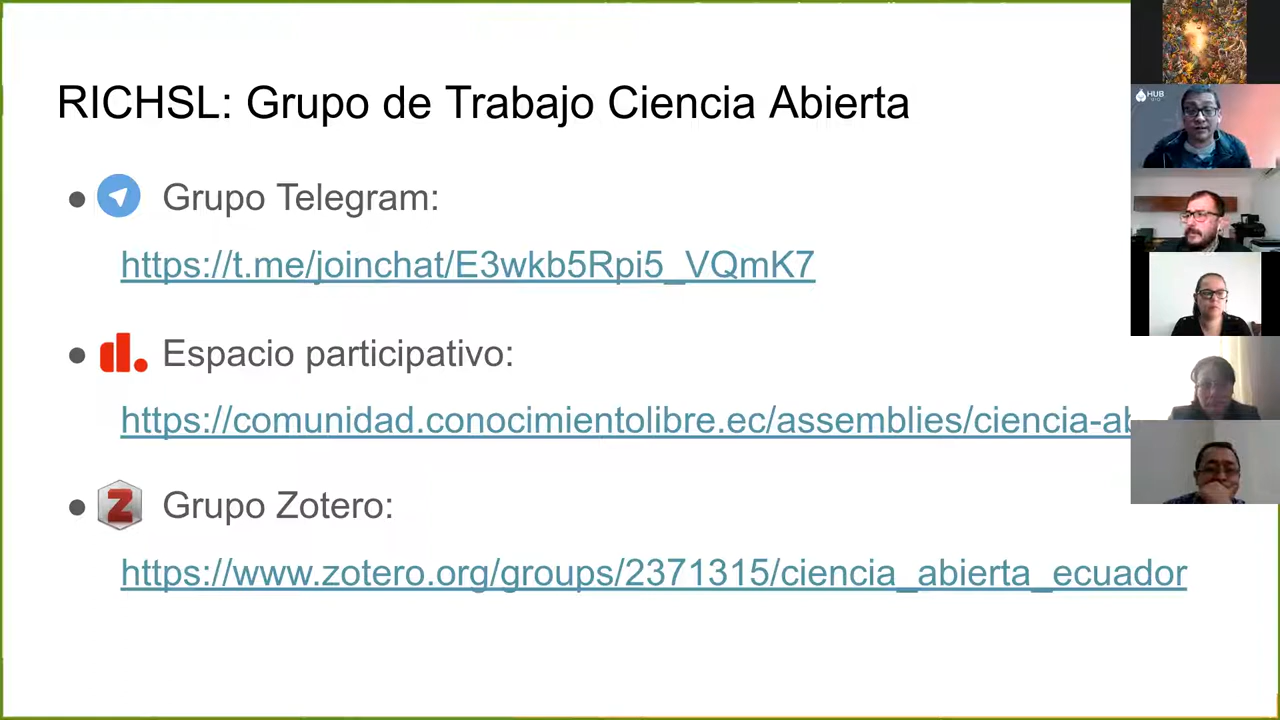 RICHSL: Grupo de Trabajo Ciencia Abierta
● Grupo Telegram:
https://t.me/joinchat/E3wkb5Rpi5_VQmK7
● Espacio participativo:
https://comunidad.conocimientolibre.ec/assemblies/ciencia-ab
● Z Grupo Zotero:
https://www.zotero.org/groups/2371315/ciencia_abierta_ecuador
HUB